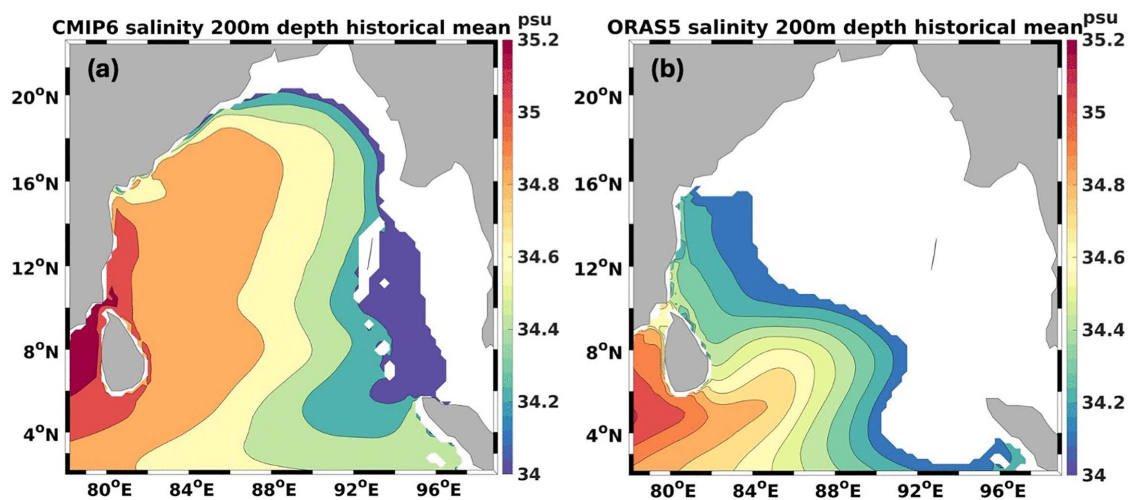 CMIP6 salinity 200m depth historical mean
psu
(a)
20°N
16°N
12°N
8°N
4°N
80°E
84°E
88°E
92°E
96°E
35.2
35
34.8
34.6
34.4
34.2
34
ORAS5 salinity 200m depth historical mean
psu
(b)
20°N
16°N
12°N
8°N
4°N
80°E
84°E
88°E
92°E
96°E
35.2
35
34.8
34.6
34.4
34.2
34